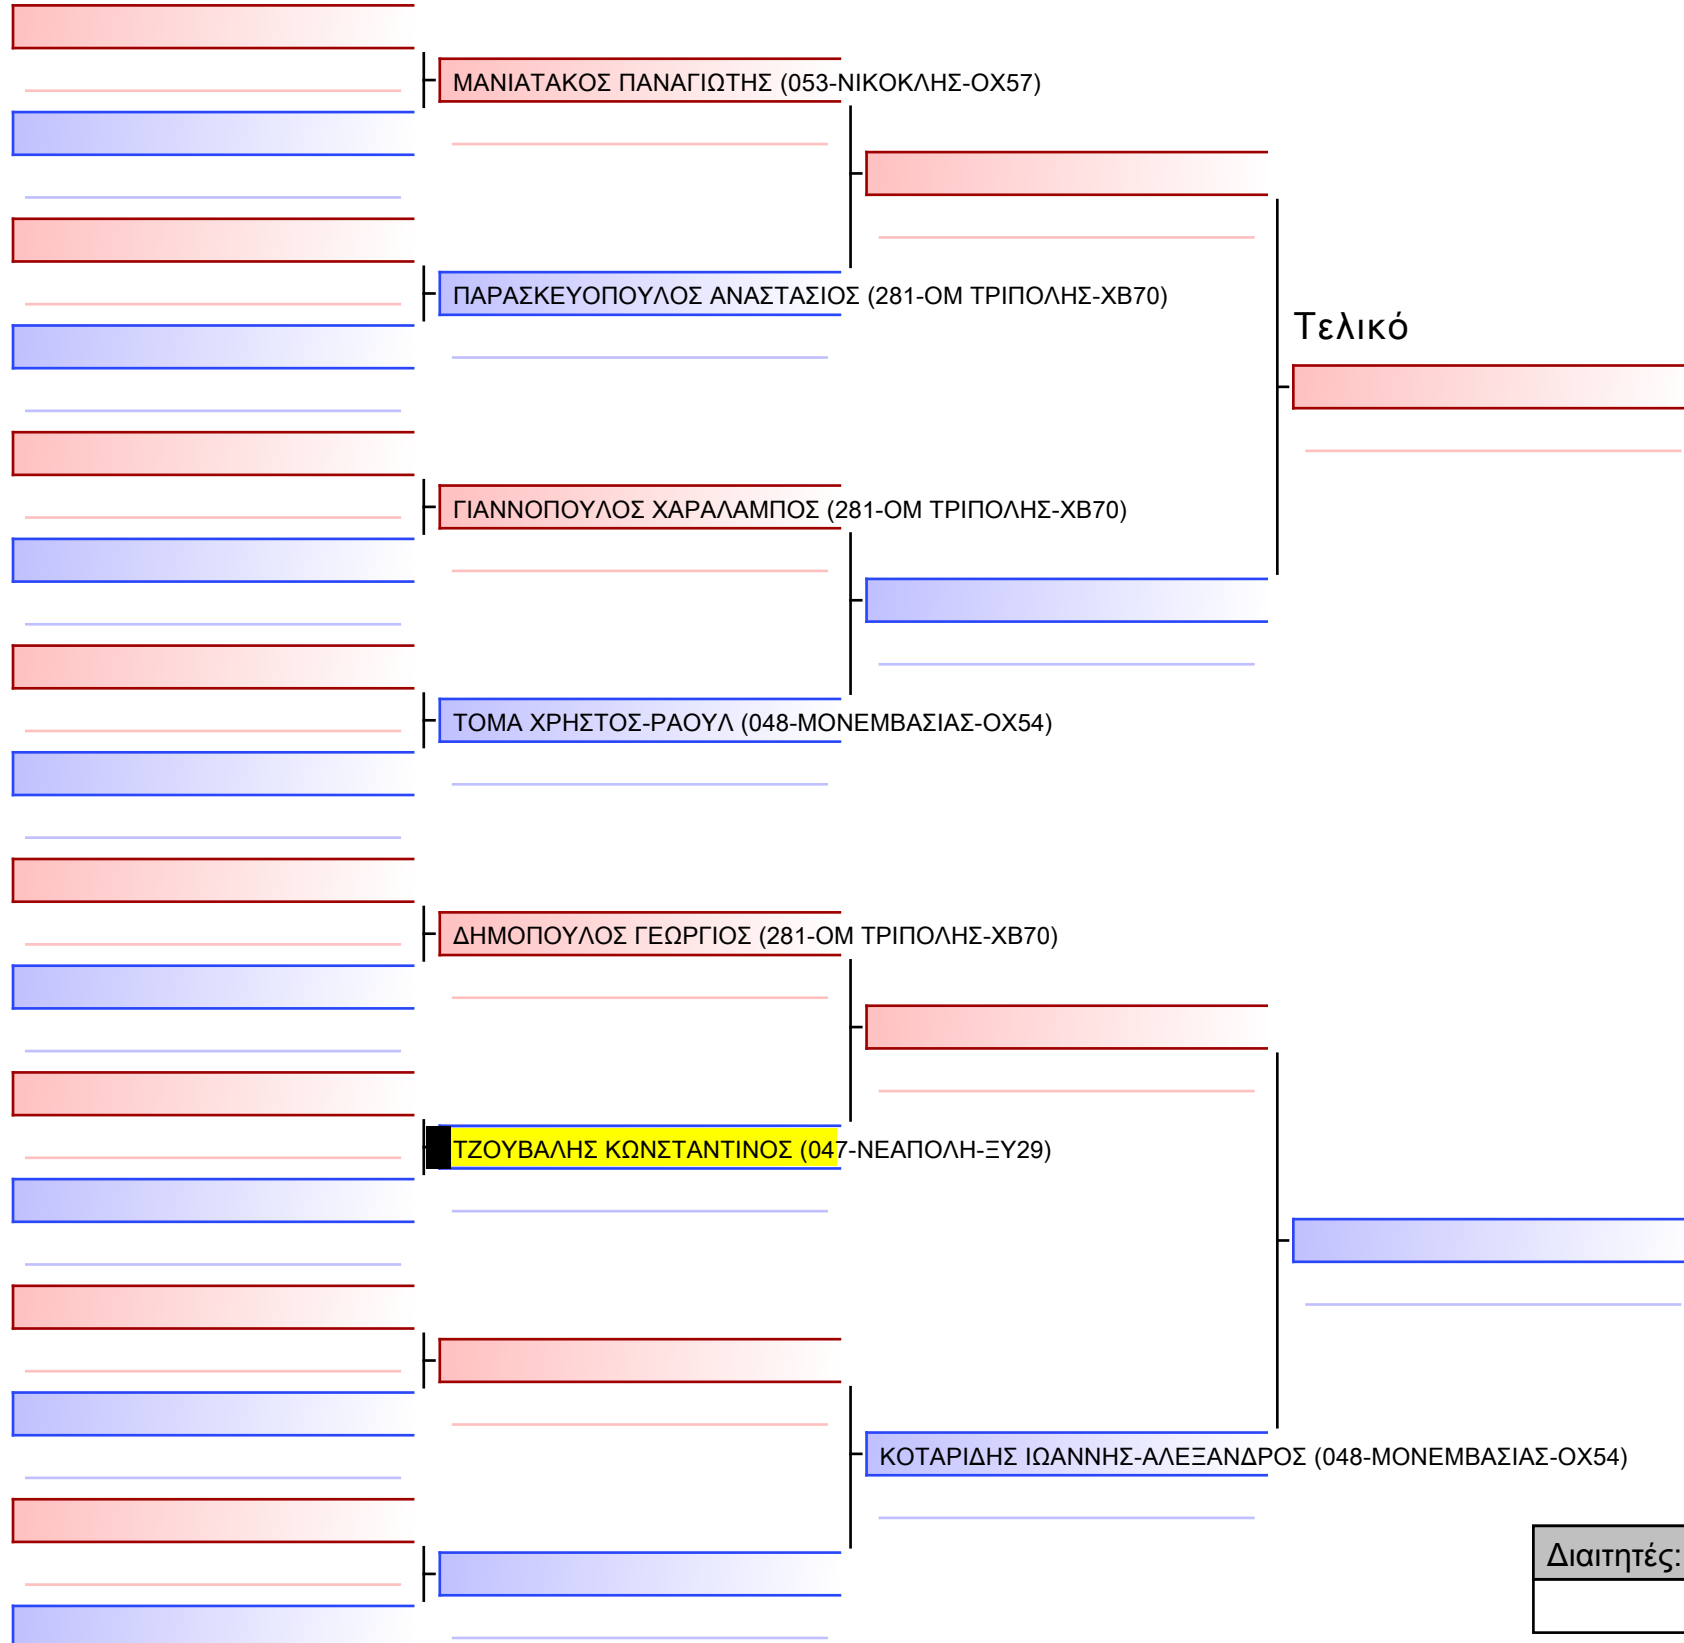 ΜΑΝΙΑΤΑΚΟΣ ΠΑΝΑΓΙΩΤΗΣ (053-ΝΙΚΟΚΛΗΣ-ΟΧ57)
ΠΑΡΑΣΚΕΥΟΠΟΥΛΟΣ ΑΝΑΣΤΑΣΙΟΣ (281-ΟΜ ΤΡΙΠΟΛΗΣ-ΧΒ70)
Τελικό
ΓΙΑΝΝΟΠΟΥΛΟΣ ΧΑΡΑΛΑΜΠΟΣ (281-ΟΜ ΤΡΙΠΟΛΗΣ-ΧΒ70)
ΤΟΜΑ ΧΡΗΣΤΟΣ-ΡΑΟΥΛ (048-ΜΟΝΕΜΒΑΣΙΑΣ-ΟΧ54)
ΔΗΜΟΠΟΥΛΟΣ ΓΕΩΡΓΙΟΣ (281-ΟΜ ΤΡΙΠΟΛΗΣ-ΧΒ70)
ΤΖΟΥΒΑΛΗΣ ΚΩΝΣΤΑΝΤΙΝΟΣ (047-ΝΕΑΠΟΛΗ-ΞΥ29)
ΚΟΤΑΡΙΔΗΣ ΙΩΑΝΝΗΣ-ΑΛΕΞΑΝΔΡΟΣ (048-ΜΟΝΕΜΒΑΣΙΑΣ-ΟΧ54)
Διαιτητές: